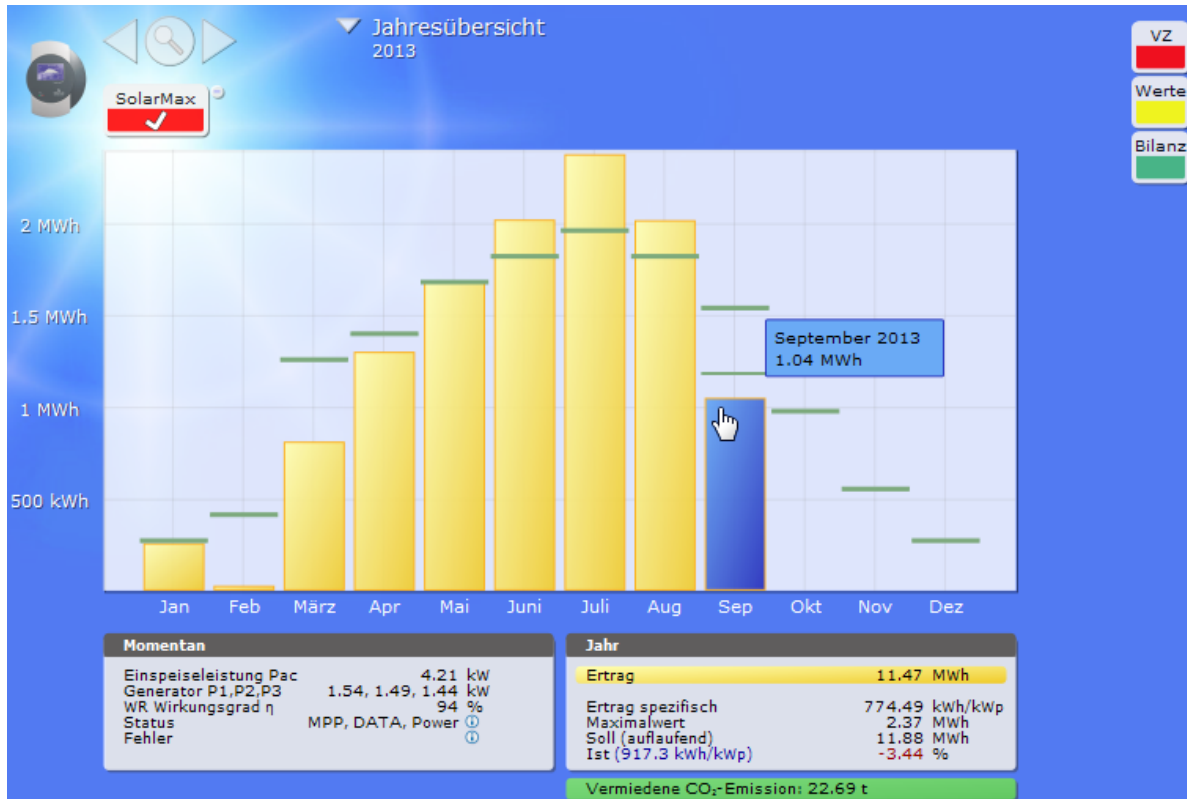 Jahresübersicht
2013
SolarMax
VZ
Werte
Bilanz
2 MWh
1.5 MWh
1 MWh
500 kWh
September 2013
1.04 MWh
Jan Feb März Apr Mai Juni Juli Aug Sep Okt Nov Dez
Momentan
Einspeiseleistung Pac 4.21 kW
Generator P1,P2,P3 1.54, 1.49, 1.44 kW
WR Wirkungsgrad η 94 %
Status MPP, DATA, Power
Fehler
Jahr
Ertrag 11.47 MWh
Ertrag spezifisch 774.49 kWh/kWp
Maximalwert 2.37 MWh
Soll (auflaufend) 11.88 MWh
Ist (917.3 kWh/kWp) -3.44 %
Vermiedene CO₂-Emission: 22.69 t